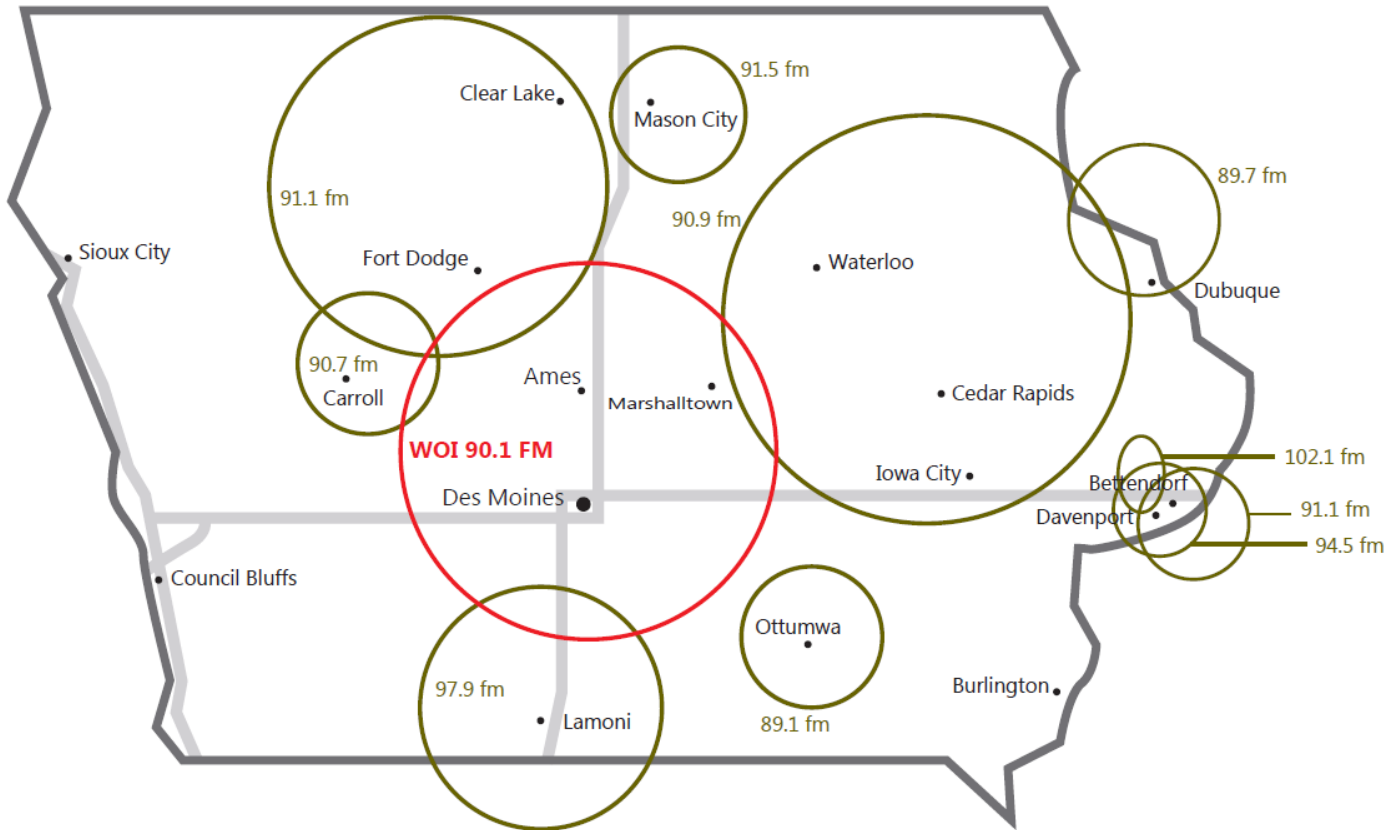 91.5 fm
Clear Lake
Mason City
89.7 fm
91.1 fm
90.9 fm
Sioux City
Fort Dodge
Waterloo
Dubuque
90.7 fm
Carroll
Ames
Marshalltown
Cedar Rapids
WOI 90.1 FM
102.1 fm
Iowa City
Bettendorf
Des Moines
91.1 fm
Davenport
94.5 fm
Council Bluffs
Ottumwa
97.9 fm
Burlington
Lamoni
89.1 fm